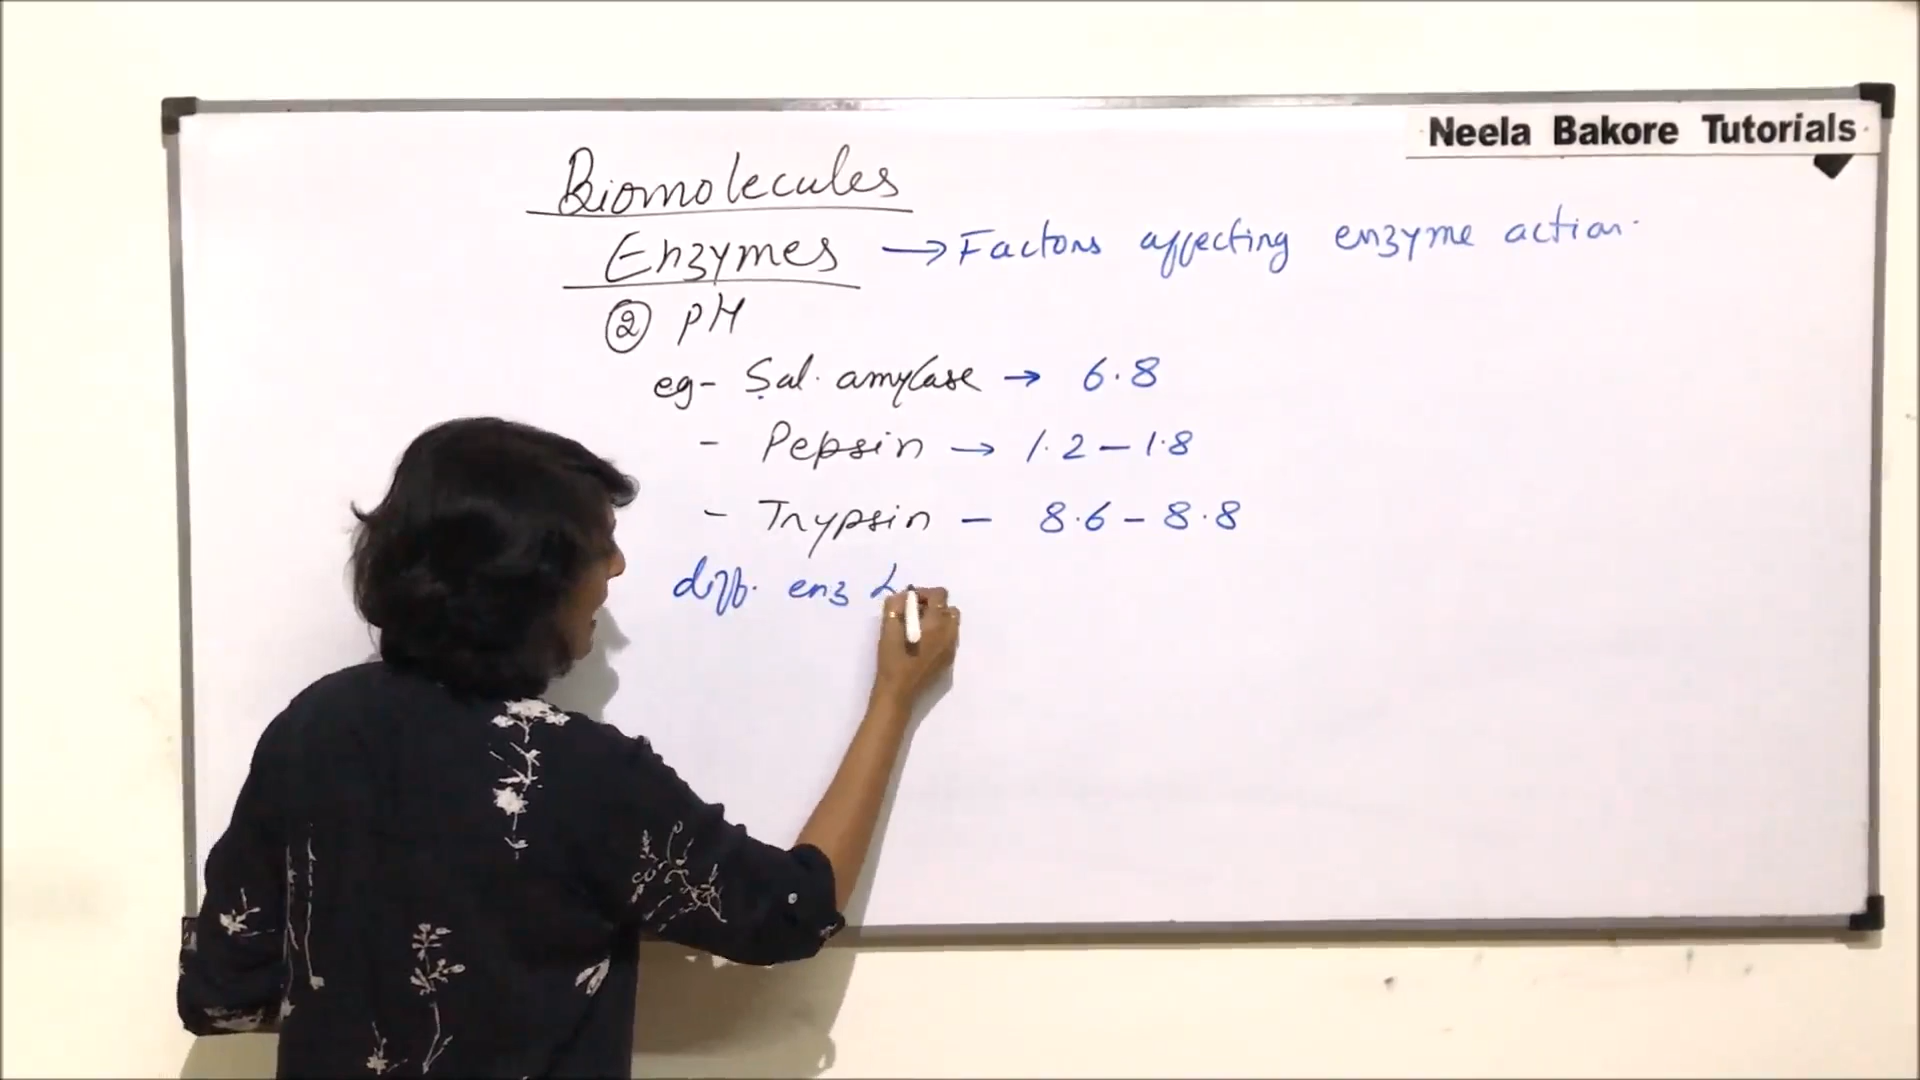 Neela Bakore Tutorials
Biomolecules
Enzymes → Factors affecting enzyme action.
② pH
eg- Sal. amylase → 6.8
- Pepsin → 1.2 – 1.8
- Trypsin – 8.6 – 8.8
diff. enz